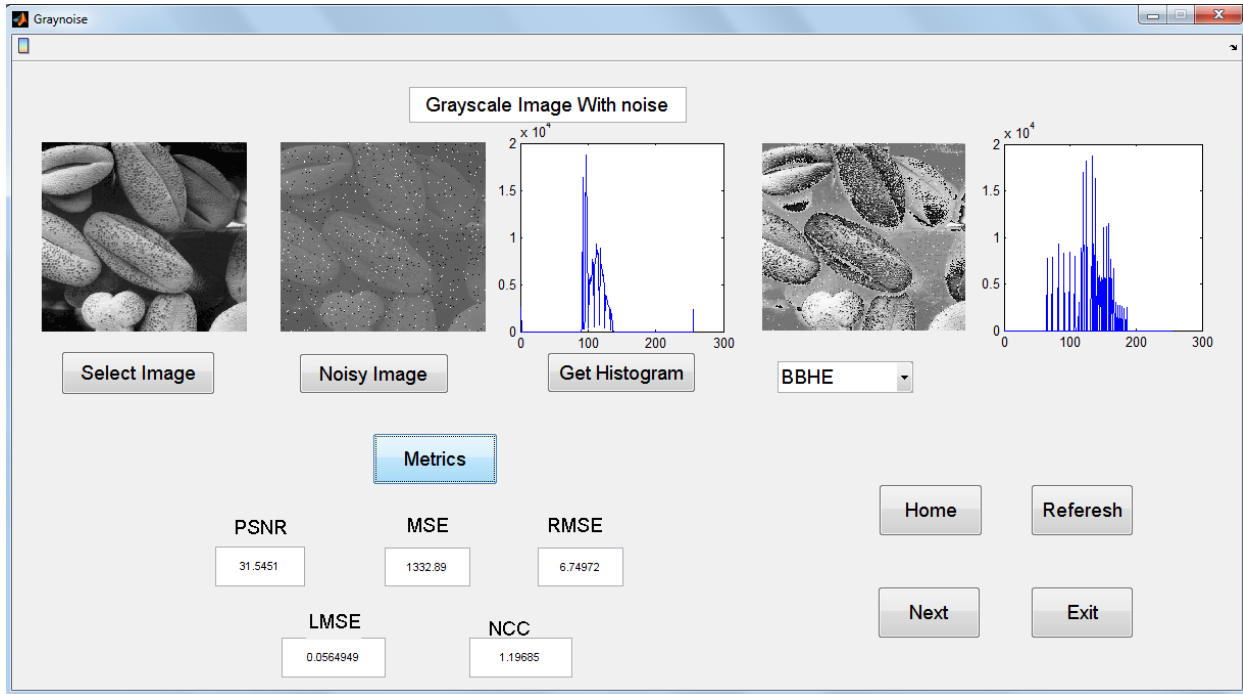 Graynoise
Grayscale Image With noise
x 10^4
2
1.5
1
0.5
0
0 100 200 300
x 10^4
2
1.5
1
0.5
0
0 100 200 300
Select Image
Noisy Image
Get Histogram
BBHE
Metrics
Home
Referesh
PSNR
MSE
RMSE
31.5451
1332.89
6.74972
Next
Exit
LMSE
NCC
0.0564949
1.19685